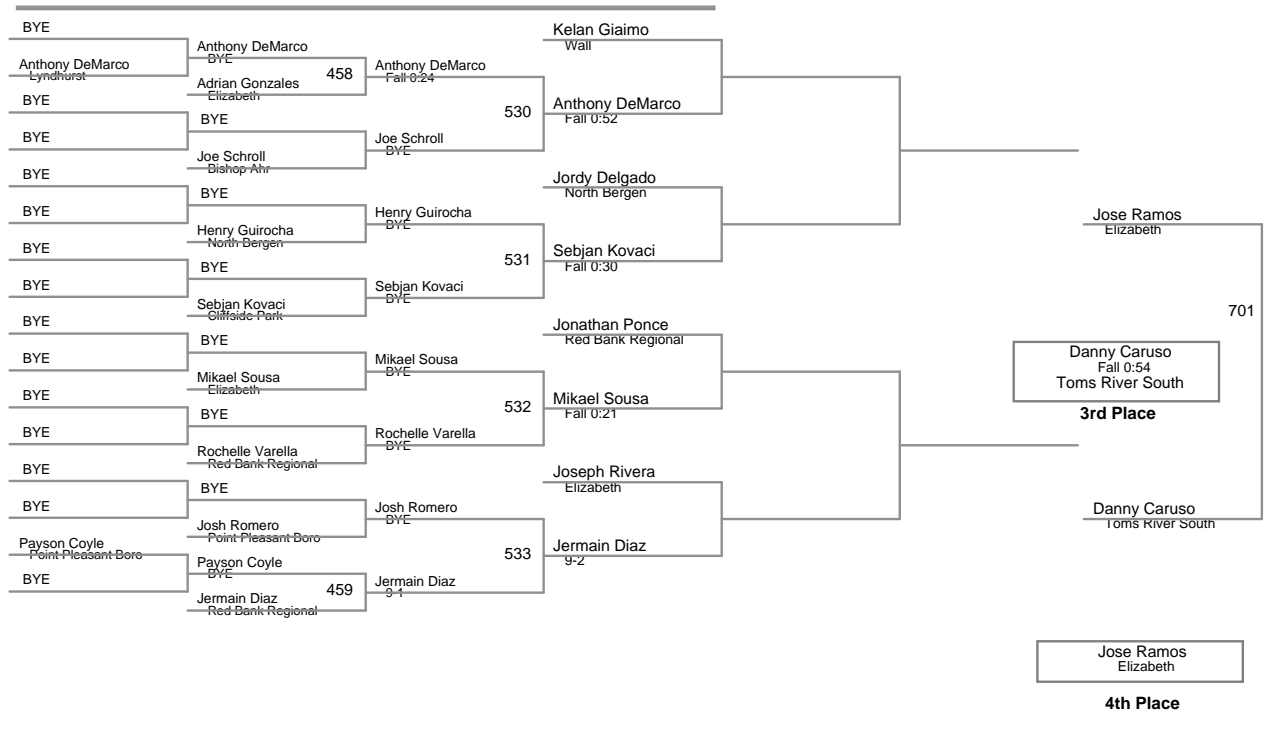 BYE
Anthony DeMarco
Lyndhurst
BYE
BYE
BYE
BYE
BYE
BYE
BYE
BYE
BYE
BYE
BYE
BYE
Payson Coyle
Point Pleasant Boro
BYE
Anthony DeMarco
BYE
458
Adrian Gonzales
Elizabeth
BYE
Joe Schroll
Bishop Ahr
BYE
Henry Guirocha
North Bergen
BYE
Sebjan Kovaci
Cliffside Park
BYE
Mikael Sousa
Elizabeth
BYE
Rochelle Varella
Red Bank Regional
BYE
Josh Romero
Point Pleasant Boro
Payson Coyle
BYE
459
Jermain Diaz
Red Bank Regional
Anthony DeMarco
Fall 0:24
530
Joe Schroll
BYE
Henry Guirocha
BYE
531
Sebjan Kovaci
BYE
Mikael Sousa
BYE
532
Rochelle Varella
BYE
Josh Romero
BYE
533
Jermain Diaz
9-1
Kelan Giaimo
Wall
Anthony DeMarco
Fall 0:52
Jordy Delgado
North Bergen
Sebjan Kovaci
Fall 0:30
Jonathan Ponce
Red Bank Regional
Mikael Sousa
Fall 0:21
Joseph Rivera
Elizabeth
Jermain Diaz
9-2
Jose Ramos
Elizabeth
701
Danny Caruso
Fall 0:54
Toms River South
3rd Place
Danny Caruso
Toms River South
Jose Ramos
Elizabeth
4th Place